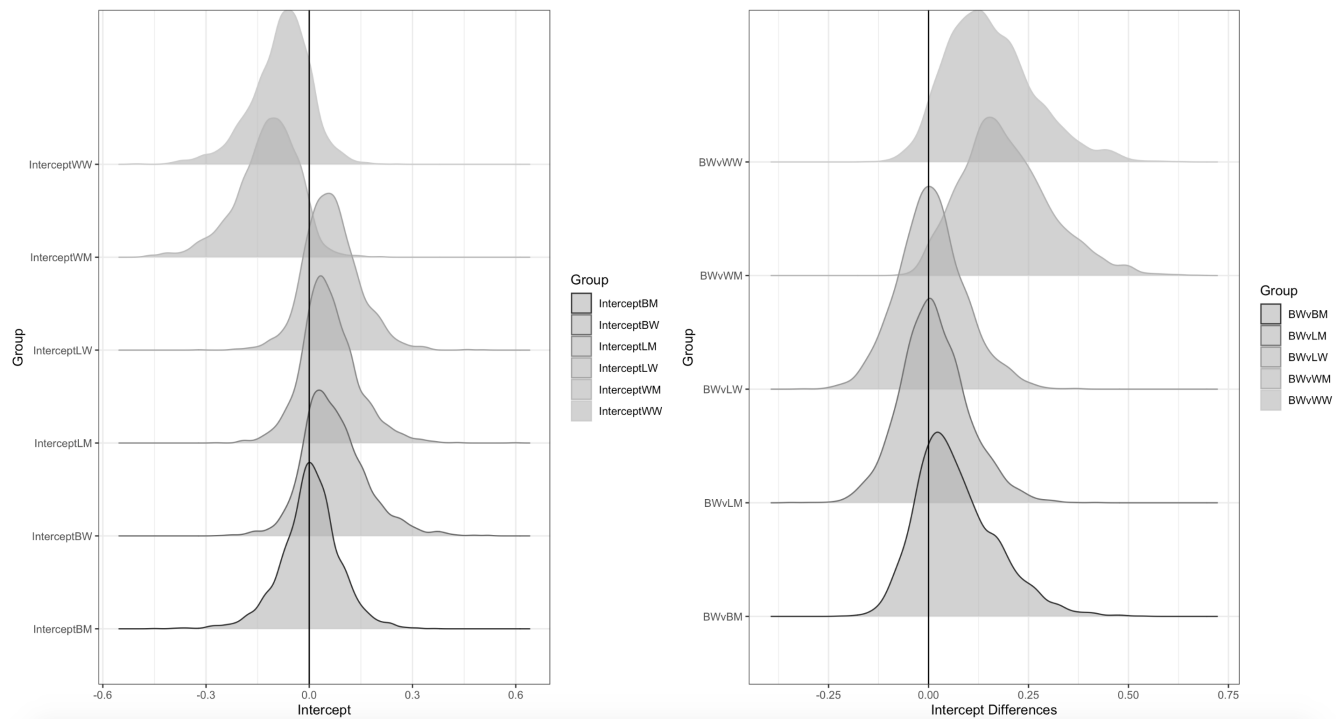 Group
InterceptWW
InterceptWM
InterceptLW
InterceptLM
InterceptBW
InterceptBM
-0.6 -0.3 0.0 0.3 0.6
Intercept
Group
InterceptBM
InterceptBW
InterceptLM
InterceptLW
InterceptWM
InterceptWW
Group
BWvWW
BWvWM
BWvLW
BWvLM
BWvBM
-0.25 0.00 0.25 0.50 0.75
Intercept Differences
Group
BWvBM
BWvLM
BWvLW
BWvWM
BWvWW